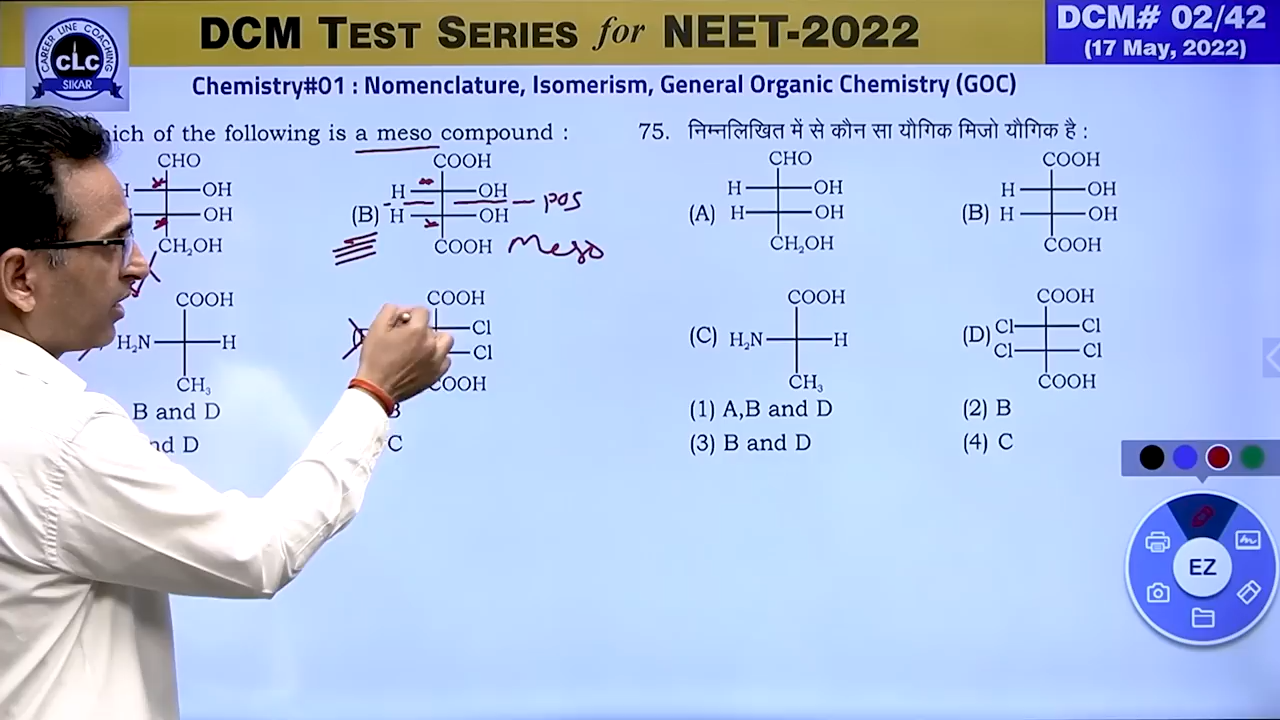 DCM TEST SERIES for NEET-2022
DCM# 02/42
(17 May, 2022)
CAREER LINE COACHING
CLC
SIKAR
Chemistry#01 : Nomenclature, Isomerism, General Organic Chemistry (GOC)
of the following is a meso compound :
CHO
OH
OH
CH₂OH
(B)
COOH
H OH
H OH
COOH
pos
Meso
COOH
H₂N H
CH₃
COOH
Cl
Cl
COOH
B and D
B
D
C
75. निम्नलिखित में से कौन सा यौगिक मिजो यौगिक है :
(A)
CHO
H OH
H OH
CH₂OH
(B)
COOH
H OH
H OH
COOH
(C)
COOH
H₂N H
CH₃
(D)
COOH
Cl Cl
Cl Cl
COOH
(1) A,B and D
(2) B
(3) B and D
(4) C
EZ